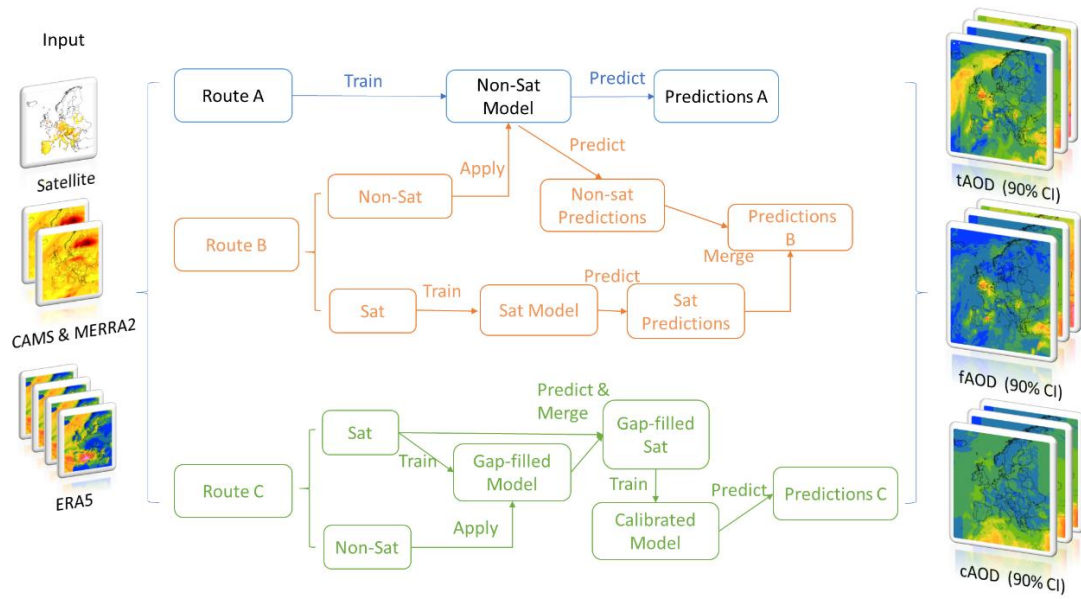 Input
Satellite
CAMS & MERRA2
ERA5
Route A
Train
Non-Sat
Model
Predict
Predictions A
Route B
Non-Sat
Apply
Predict
Non-sat
Predictions
Predictions
B
Merge
Sat
Train
Sat Model
Predict
Sat
Predictions
Route C
Sat
Train
Gap-filled
Model
Predict &
Merge
Gap-filled
Sat
Non-Sat
Apply
Train
Calibrated
Model
Predict
Predictions C
tAOD (90% CI)
fAOD (90% CI)
cAOD (90% CI)